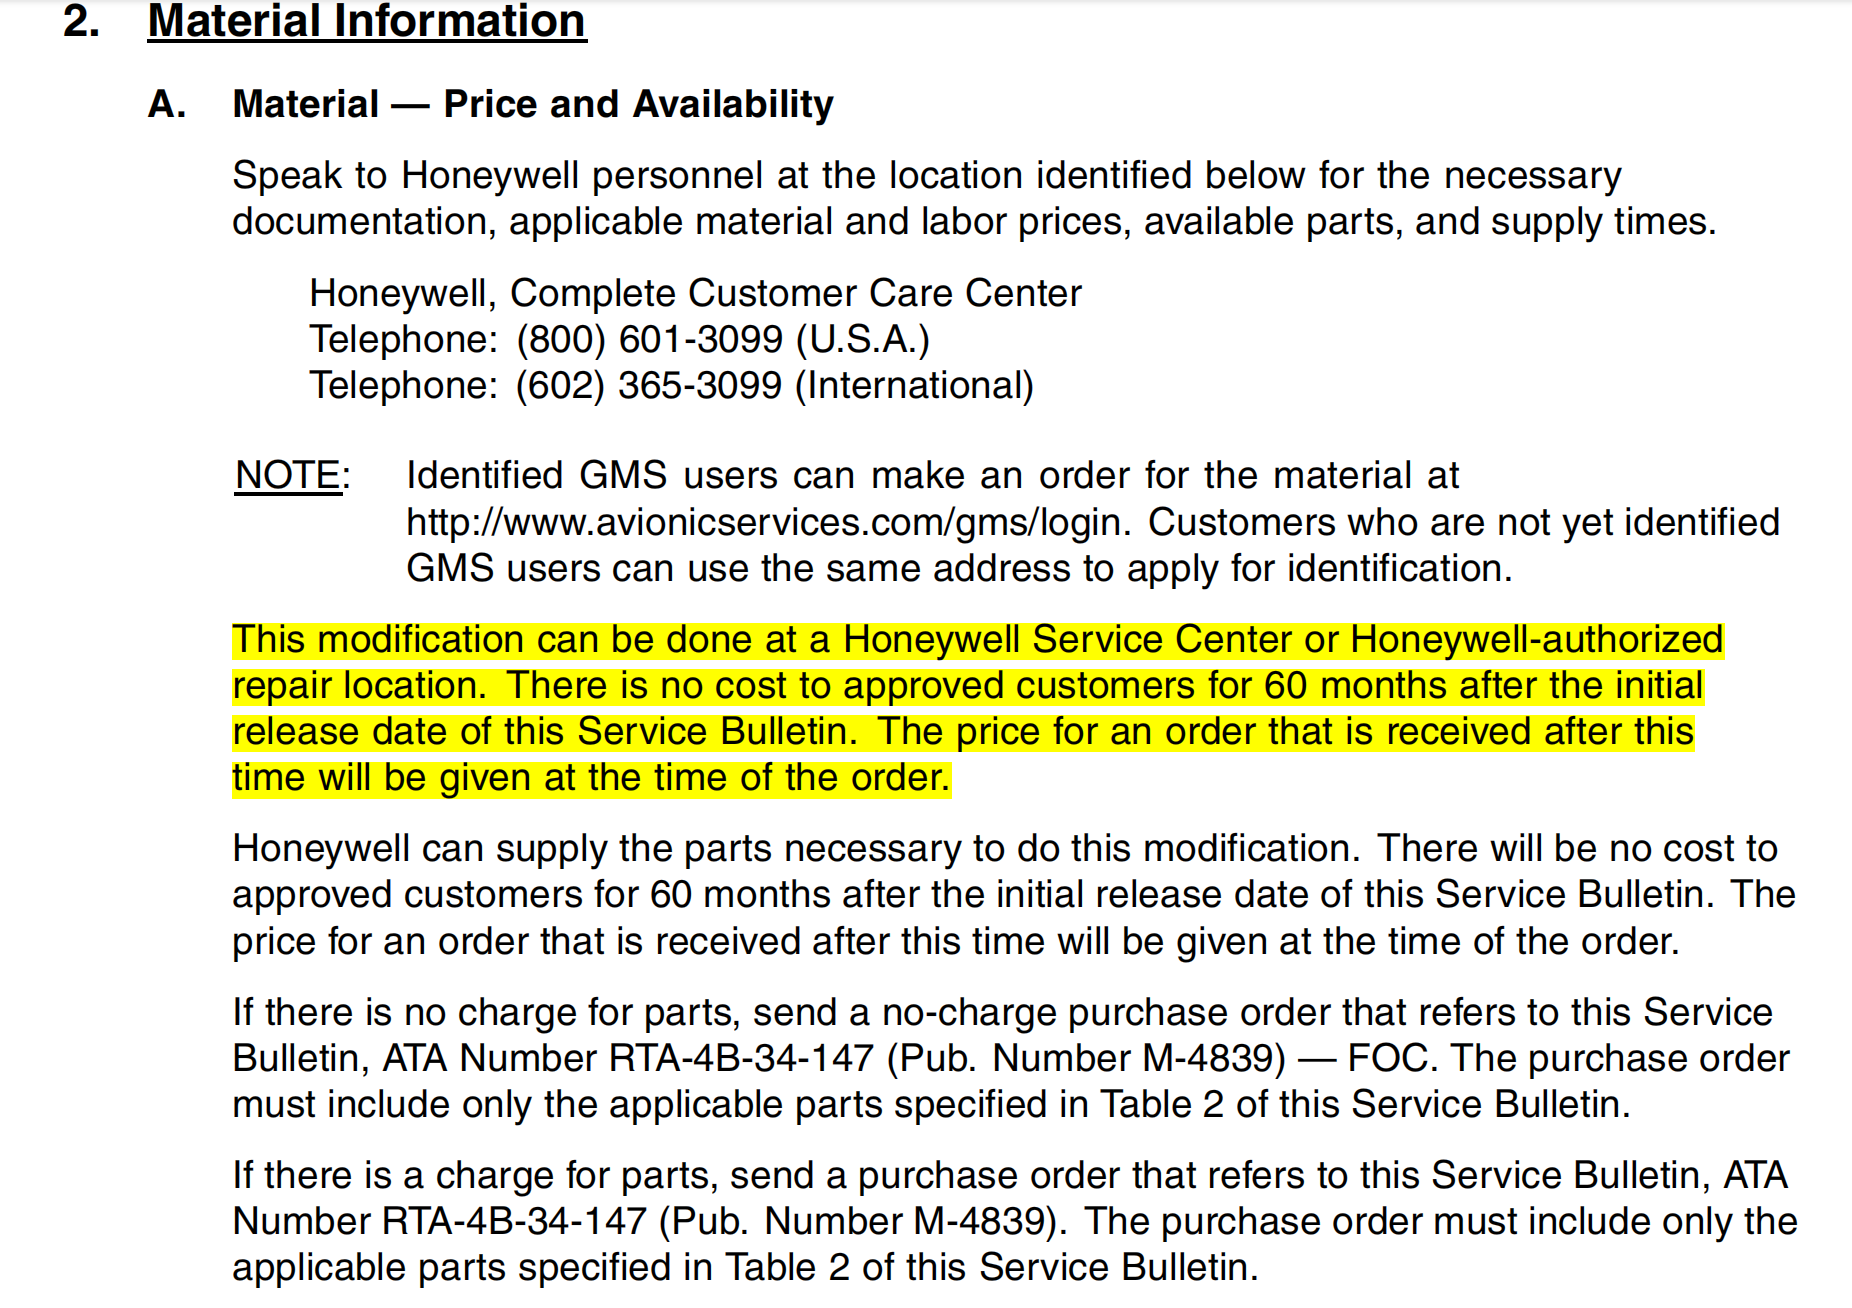 2. Material Information
A. Material — Price and Availability
Speak to Honeywell personnel at the location identified below for the necessary
documentation, applicable material and labor prices, available parts, and supply times.
Honeywell, Complete Customer Care Center
Telephone: (800) 601-3099 (U.S.A.)
Telephone: (602) 365-3099 (International)
NOTE: Identified GMS users can make an order for the material at
http://www.avionicservices.com/gms/login. Customers who are not yet identified
GMS users can use the same address to apply for identification.
This modification can be done at a Honeywell Service Center or Honeywell-authorized
repair location. There is no cost to approved customers for 60 months after the initial
release date of this Service Bulletin. The price for an order that is received after this
time will be given at the time of the order.
Honeywell can supply the parts necessary to do this modification. There will be no cost to
approved customers for 60 months after the initial release date of this Service Bulletin. The
price for an order that is received after this time will be given at the time of the order.
If there is no charge for parts, send a no-charge purchase order that refers to this Service
Bulletin, ATA Number RTA-4B-34-147 (Pub. Number M-4839) — FOC. The purchase order
must include only the applicable parts specified in Table 2 of this Service Bulletin.
If there is a charge for parts, send a purchase order that refers to this Service Bulletin, ATA
Number RTA-4B-34-147 (Pub. Number M-4839). The purchase order must include only the
applicable parts specified in Table 2 of this Service Bulletin.